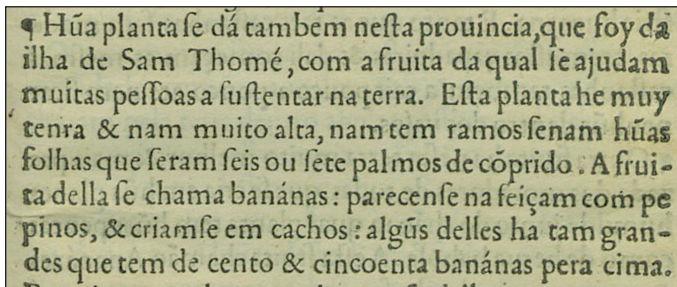 ¶ Hũa planta ſe dá tambem neſta prouincia, que foy da
ilha de Sam Thomé, com a fruita da qual ſe ajudam
muitas peſſoas a ſuſtentar na terra. Eſta planta he muy
tenra & nam muito alta, nam tem ramos ſenam hũas
folhas que ſeram ſeis ou ſete palmos de cõprido. A frui-
ta della ſe chama banánas: parecenſe na feiçam com pe
pinos, & criamſe em cachos: algũs delles ha tam gran-
des que tem de cento & cincoenta banánas pera cima.